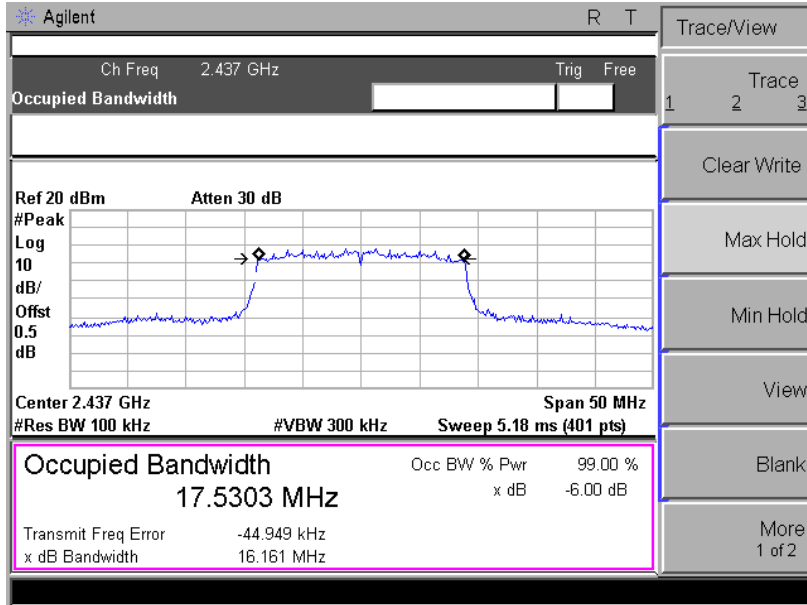 Agilent R T
Trace/View
Ch Freq 2.437 GHz Trig Free
Occupied Bandwidth
Trace
1 2 3
Clear Write
Ref 20 dBm Atten 30 dB
#Peak
Log
10
dB/
Offst
0.5
dB
Max Hold
Min Hold
Center 2.437 GHz Span 50 MHz
#Res BW 100 kHz #VBW 300 kHz Sweep 5.18 ms (401 pts)
View
Occupied Bandwidth
17.5303 MHz
Occ BW % Pwr 99.00 %
x dB -6.00 dB
Transmit Freq Error -44.949 kHz
x dB Bandwidth 16.161 MHz
Blank
More
1 of 2